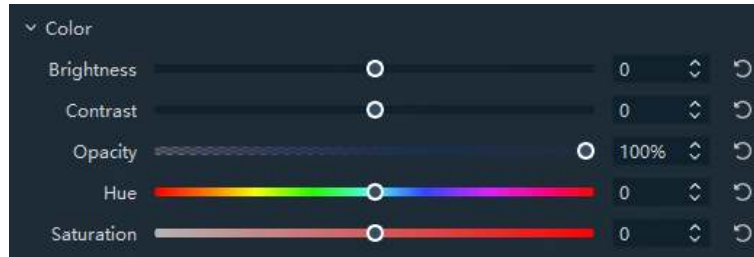 Color
Brightness 0
Contrast 0
Opacity 100%
Hue 0
Saturation 0